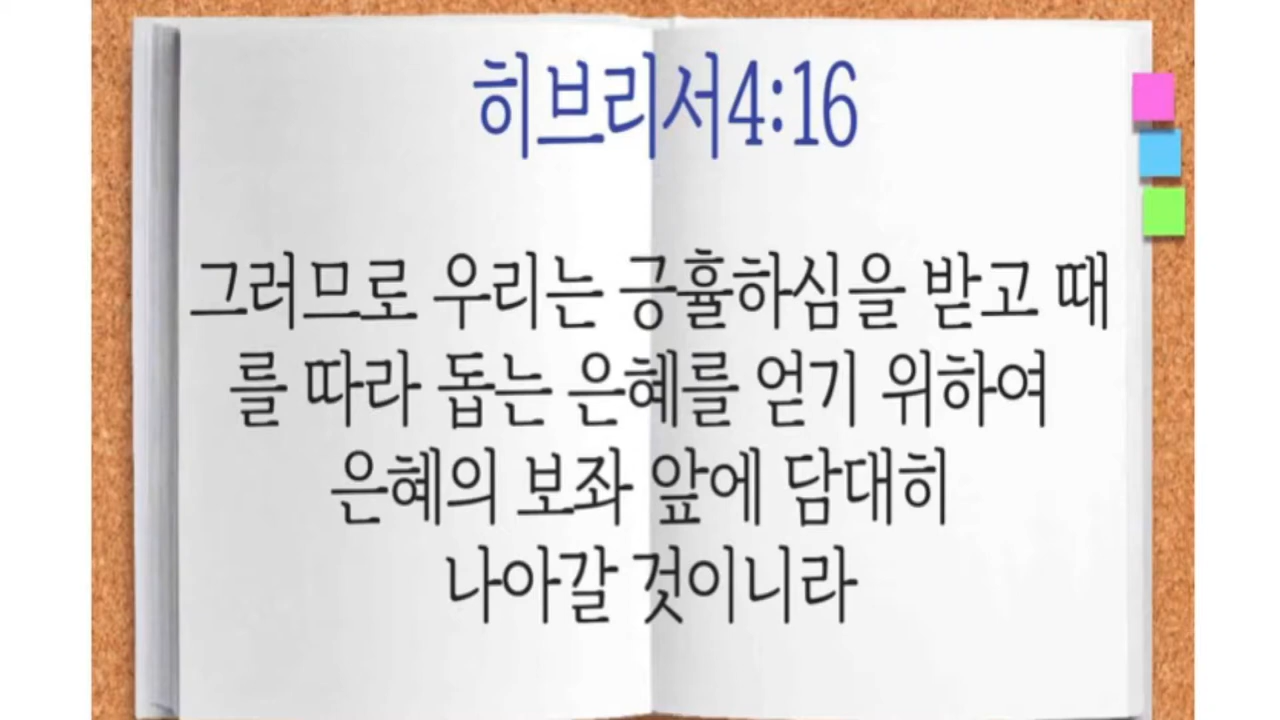 히브리서4:16
그러므로 우리는 긍휼하심을 받고 때
를 따라 돕는 은혜를 얻기 위하여
은혜의 보좌 앞에 담대히
나아갈 것이니라